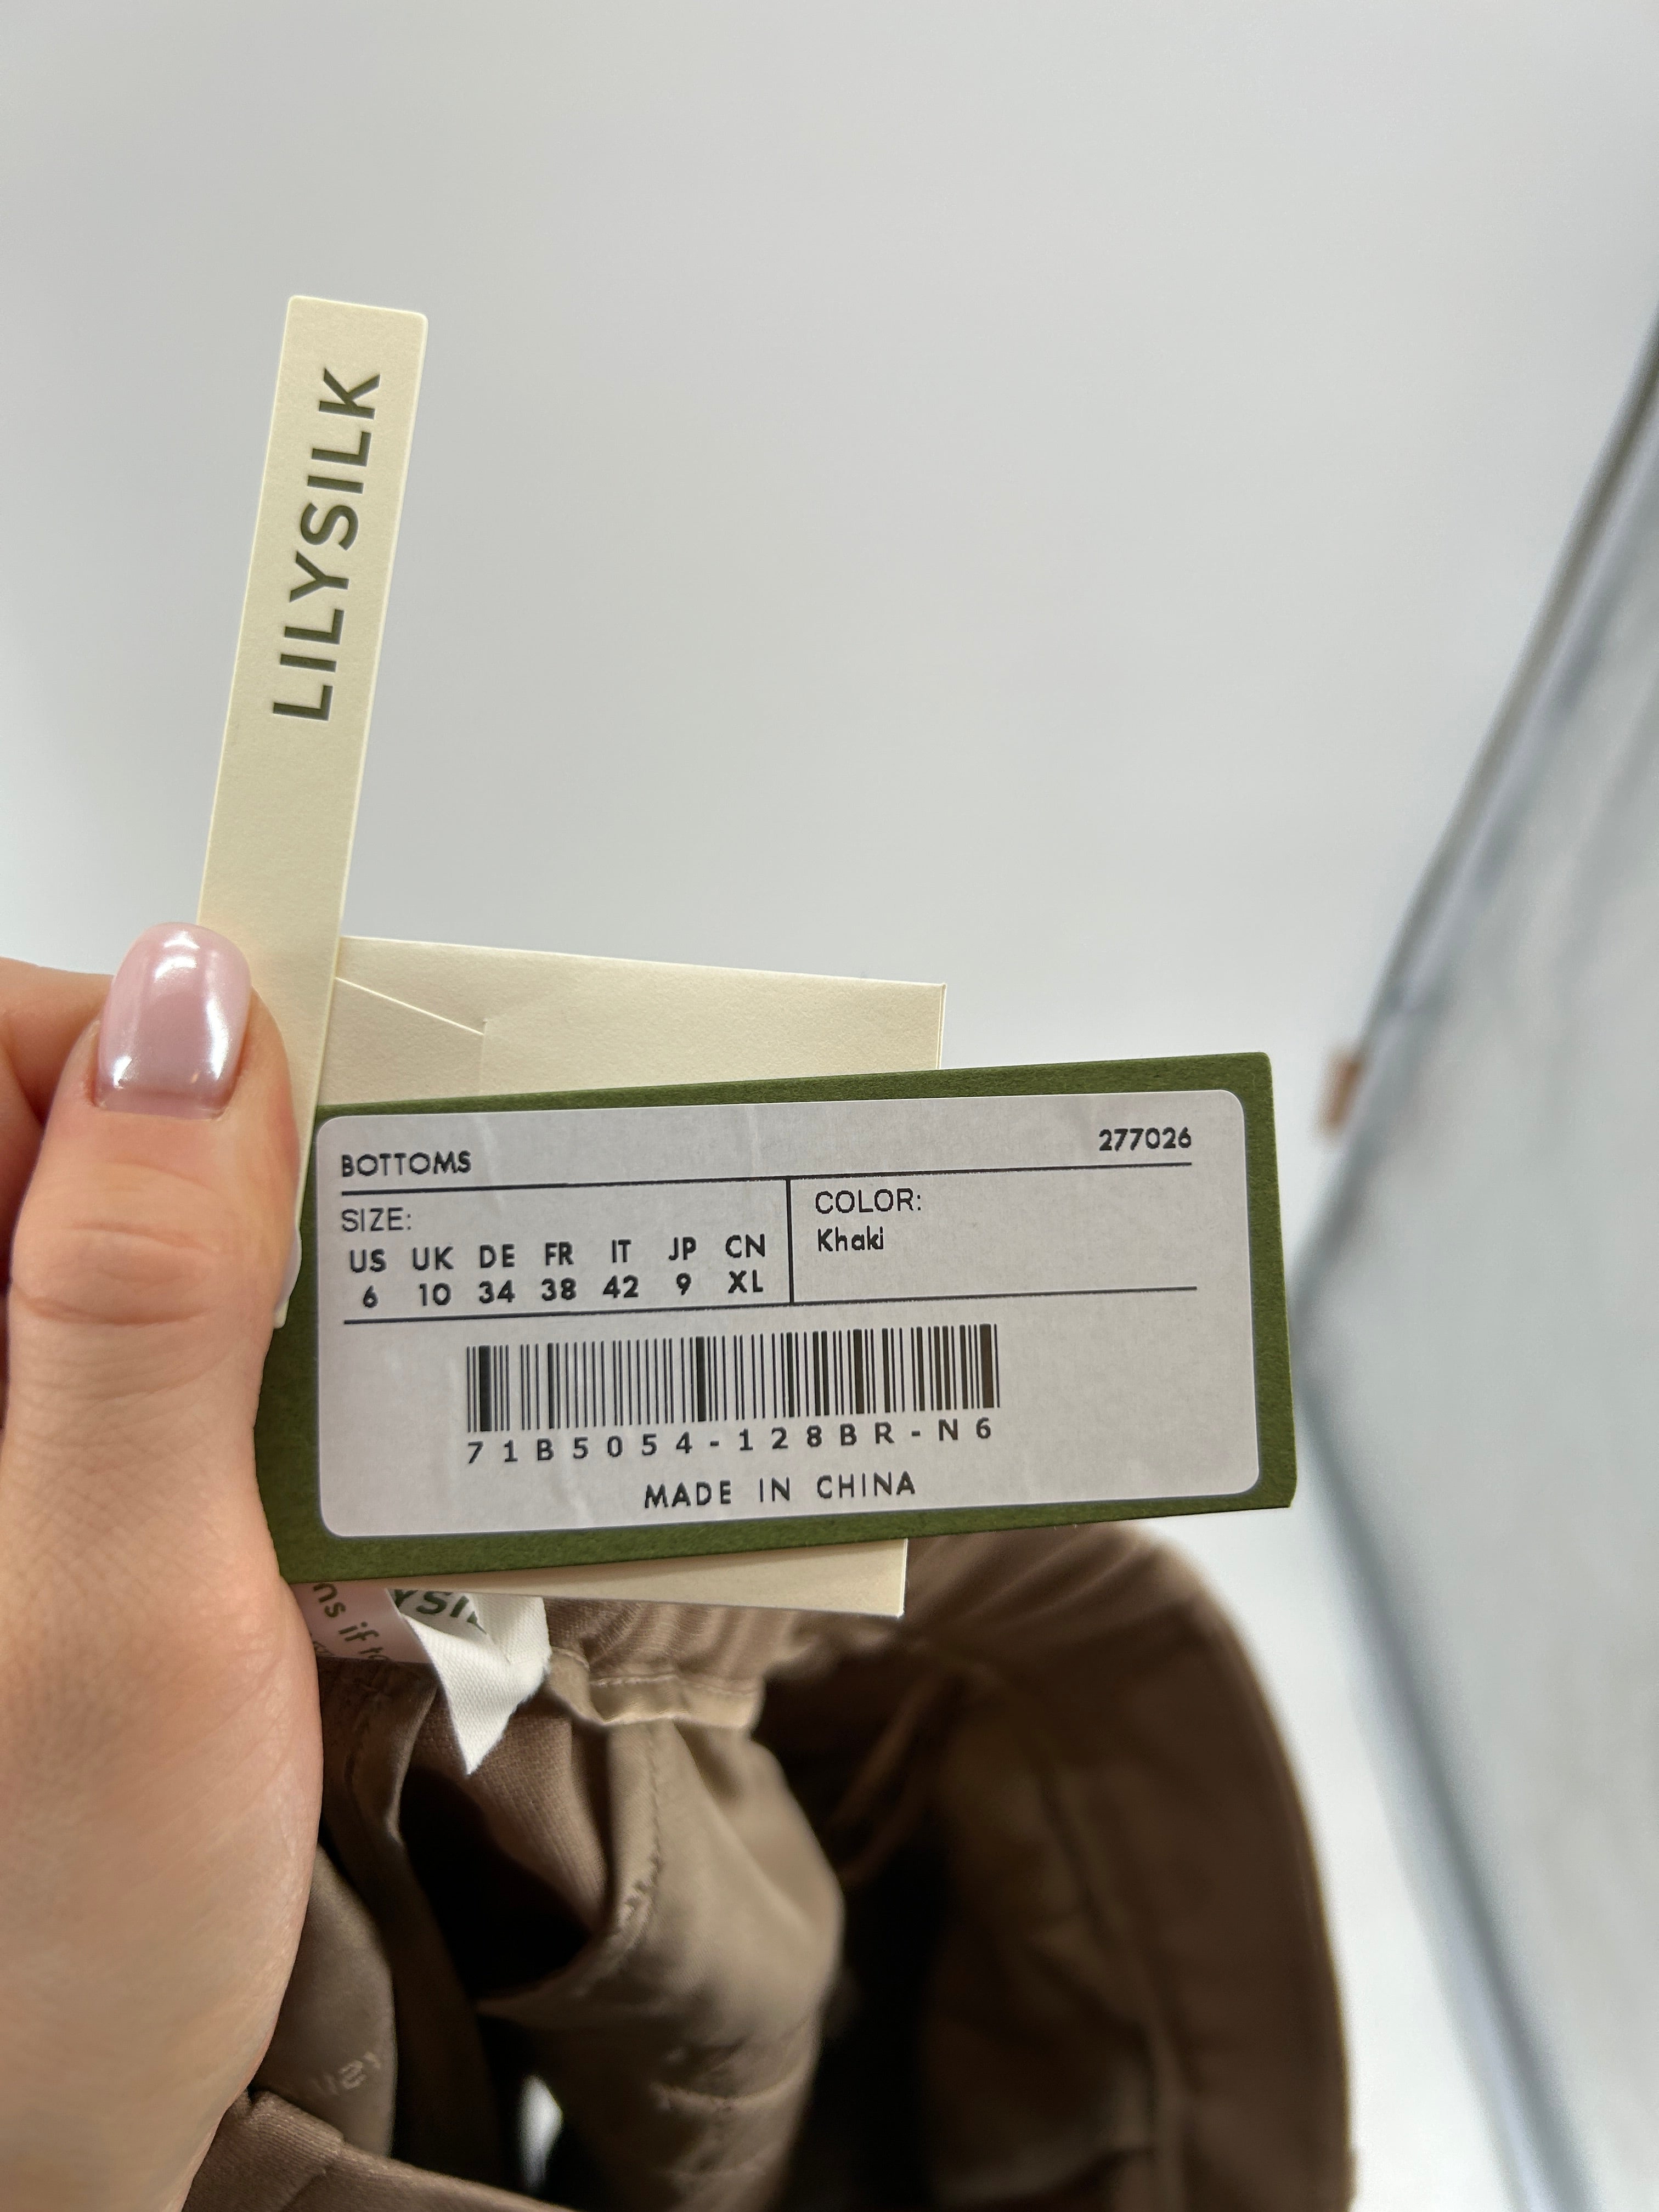 LILYSILK
BOTTOMS 277026
SIZE:
US UK DE FR IT JP CN
6 10 34 38 42 9 XL
COLOR:
Khaki
71B5054-128BR-N6
MADE IN CHINA
if